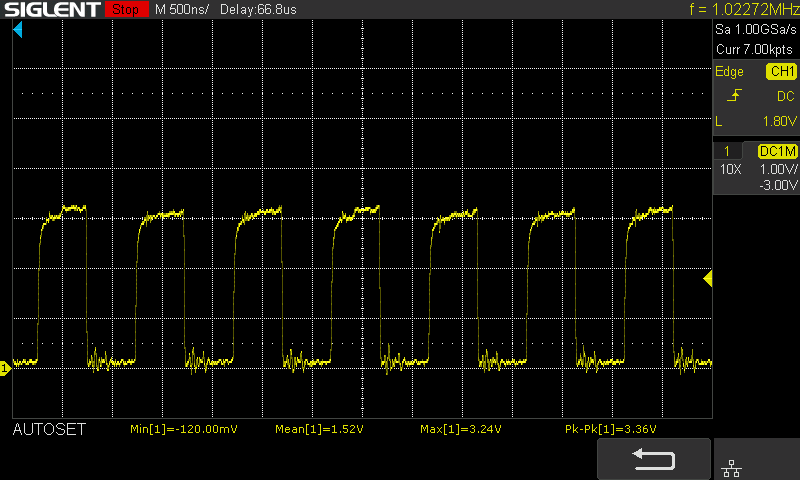 SIGLENT Stop M 500ns/ Delay:66.8us f = 1.02272MHz
Sa 1.00GSa/s
Curr 7.00kpts
Edge CH1
DC
L 1.80V
1 DC1M
10X 1.00V/
-3.00V
1
AUTOSET Min[1]=-120.00mV Mean[1]=1.52V Max[1]=3.24V Pk-Pk[1]=3.36V